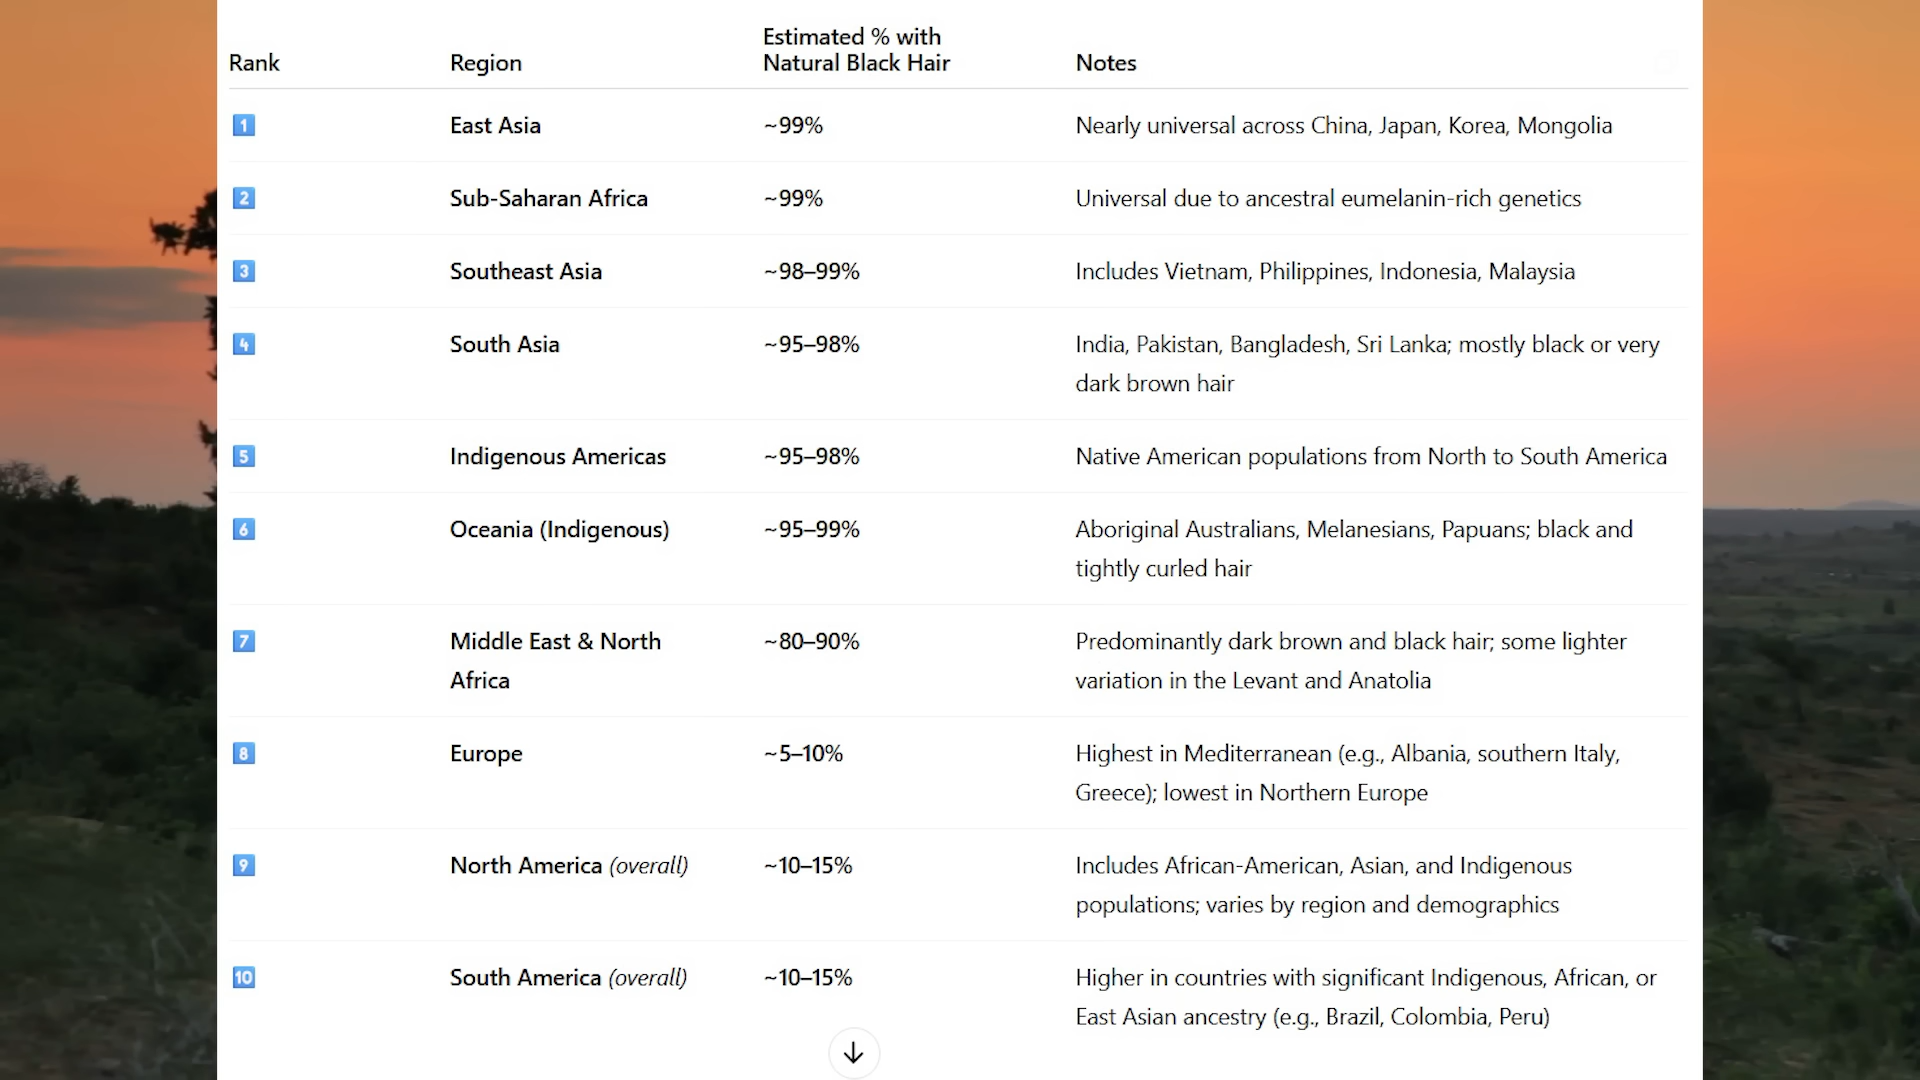 Rank Region Estimated % with Natural Black Hair Notes
1 East Asia ~99% Nearly universal across China, Japan, Korea, Mongolia
2 Sub-Saharan Africa ~99% Universal due to ancestral eumelanin-rich genetics
3 Southeast Asia ~98–99% Includes Vietnam, Philippines, Indonesia, Malaysia
4 South Asia ~95–98% India, Pakistan, Bangladesh, Sri Lanka; mostly black or very
dark brown hair
5 Indigenous Americas ~95–98% Native American populations from North to South America
6 Oceania (Indigenous) ~95–99% Aboriginal Australians, Melanesians, Papuans; black and
tightly curled hair
7 Middle East & North ~80–90% Predominantly dark brown and black hair; some lighter
Africa variation in the Levant and Anatolia
8 Europe ~5–10% Highest in Mediterranean (e.g., Albania, southern Italy,
Greece); lowest in Northern Europe
9 North America (overall) ~10–15% Includes African-American, Asian, and Indigenous
populations; varies by region and demographics
10 South America (overall) ~10–15% Higher in countries with significant Indigenous, African, or
East Asian ancestry (e.g., Brazil, Colombia, Peru)